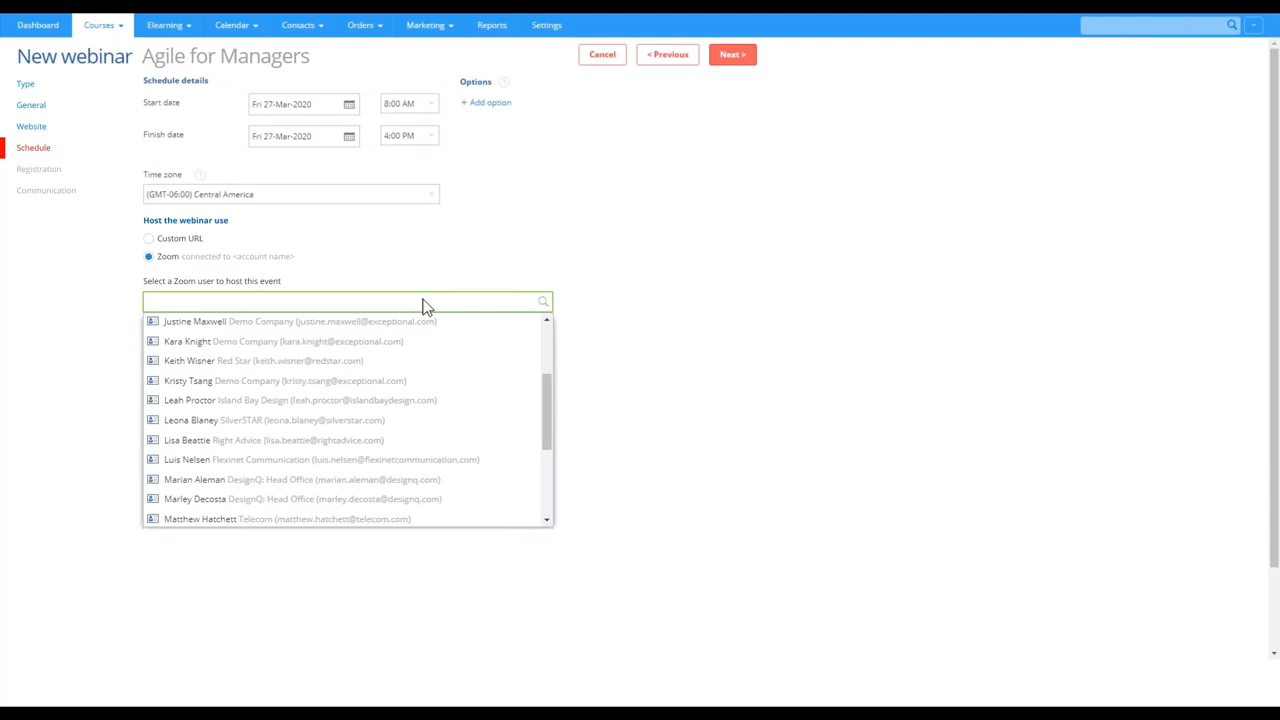 Dashboard Courses Elearning Calendar Contacts Orders Marketing Reports Settings
New webinar Agile for Managers Cancel < Previous Next >
Type
General
Website
Schedule
Registration
Communication
Schedule details
Start date Fri 27-Mar-2020 8:00 AM
Finish date Fri 27-Mar-2020 4:00 PM
Options ?
+ Add option
Time zone ?
(GMT-06:00) Central America
Host the webinar use
Custom URL
Zoom connected to <account name>
Select a Zoom user to host this event
Justine Maxwell Demo Company (justine.maxwell@exceptional.com)
Kara Knight Demo Company (kara.knight@exceptional.com)
Keith Wisner Red Star (keith.wisner@redstar.com)
Kristy Tsang Demo Company (kristy.tsang@exceptional.com)
Leah Proctor Island Bay Design (leah.proctor@islandbaydesign.com)
Leona Blaney SilverSTAR (leona.blaney@silverstar.com)
Lisa Beattie Right Advice (lisa.beattie@rightadvice.com)
Luis Nelsen Flexinet Communication (luis.nelsen@flexinetcommunication.com)
Marian Aleman DesignQ: Head Office (marian.aleman@designq.com)
Marley Decosta DesignQ: Head Office (marley.decosta@designq.com)
Matthew Hatchett Telecom (matthew.hatchett@telecom.com)